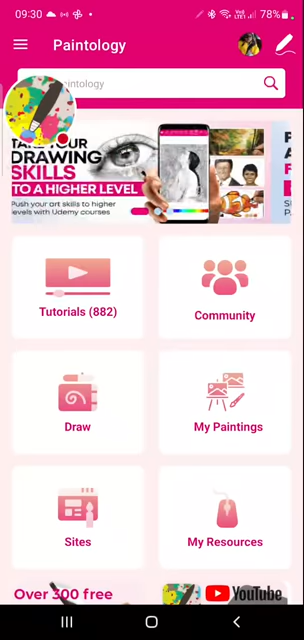 09:30
78%
Paintology
paintology
TAKE YOUR
DRAWING
SKILLS
TO A HIGHER LEVEL
Push your art skills to higher
levels with Udemy courses
Tutorials (882)
Community
Draw
My Paintings
Sites
My Resources
Over 300 free
YouTube